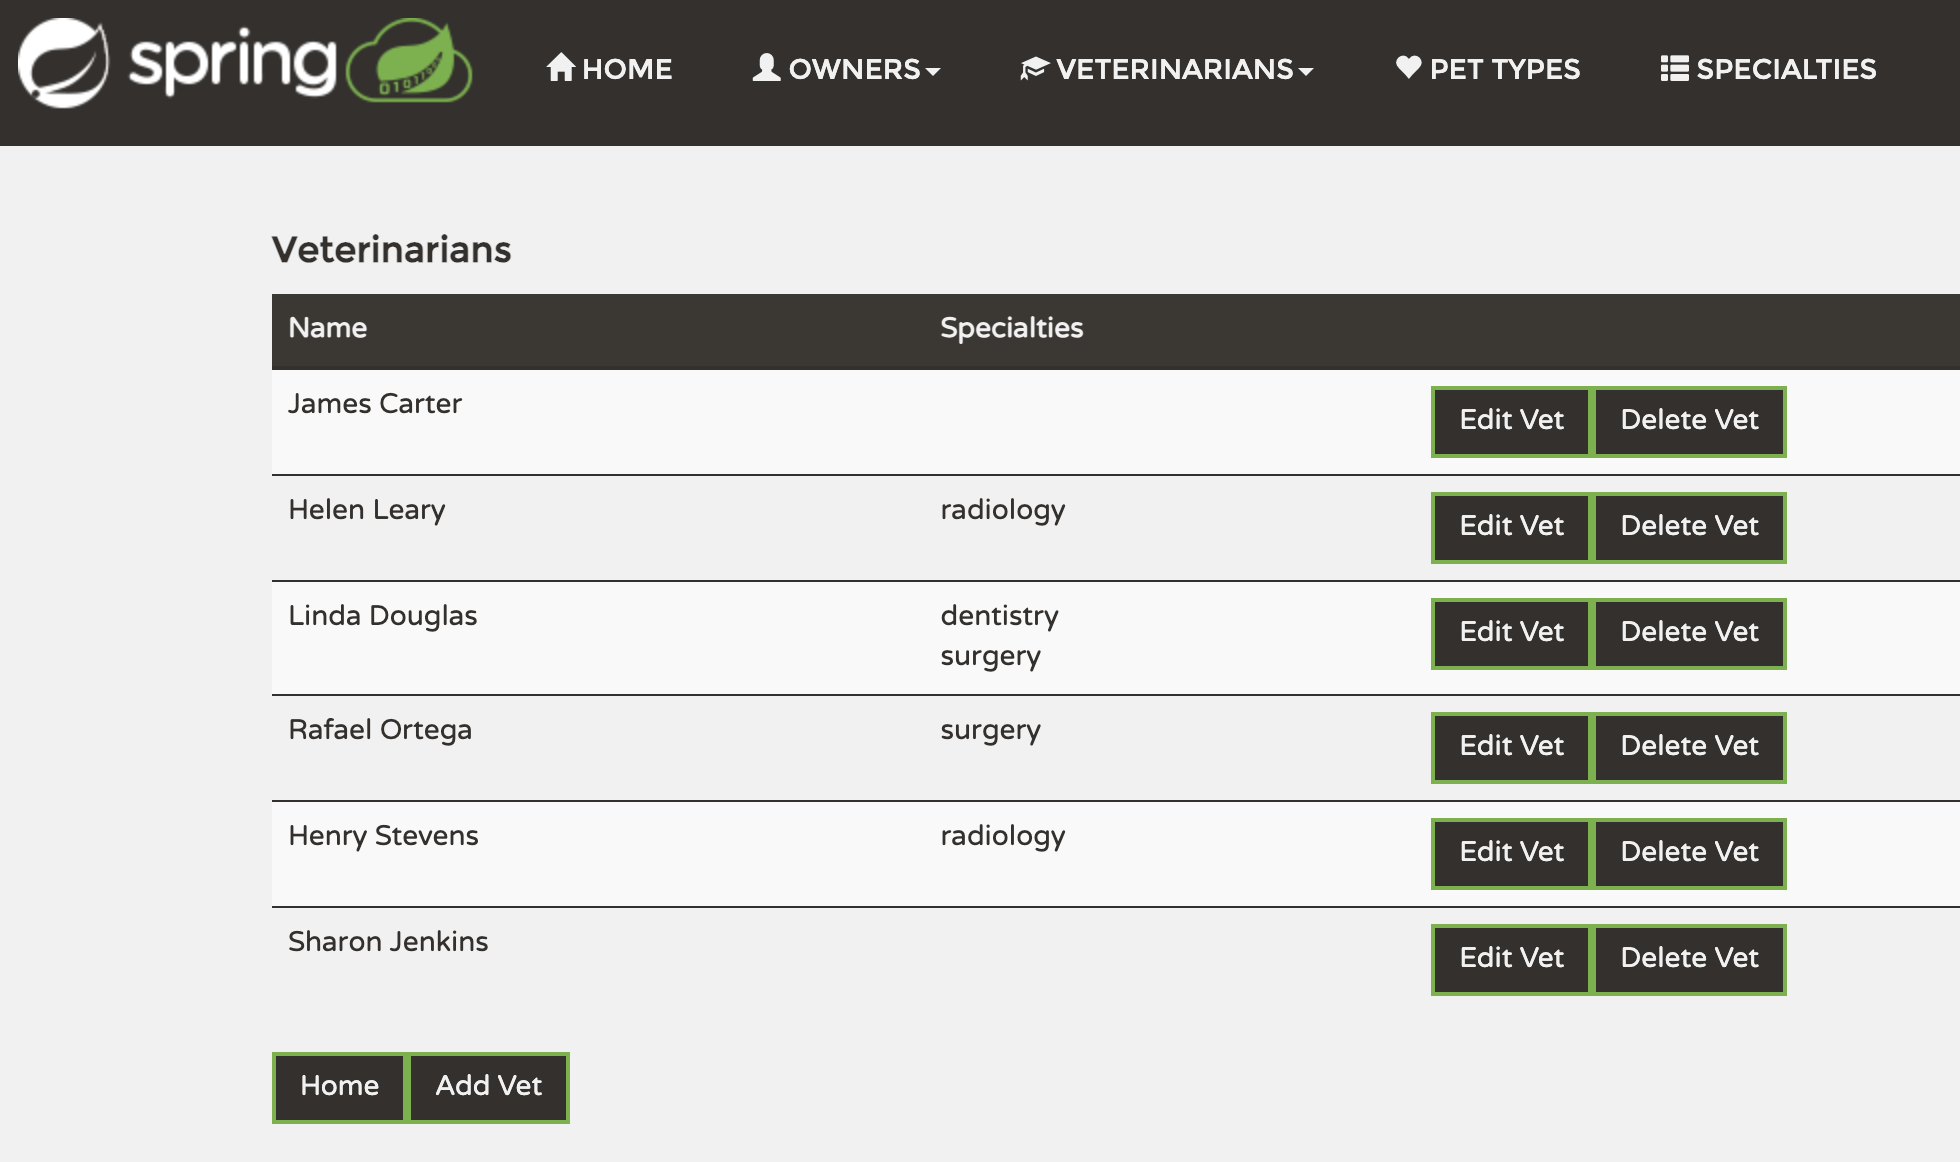 spring HOME OWNERS VETERINARIANS PET TYPES SPECIALTIES
Veterinarians
Name Specialties
James Carter Edit Vet Delete Vet
Helen Leary radiology Edit Vet Delete Vet
Linda Douglas dentistry Edit Vet Delete Vet
surgery
Rafael Ortega surgery Edit Vet Delete Vet
Henry Stevens radiology Edit Vet Delete Vet
Sharon Jenkins Edit Vet Delete Vet
Home Add Vet